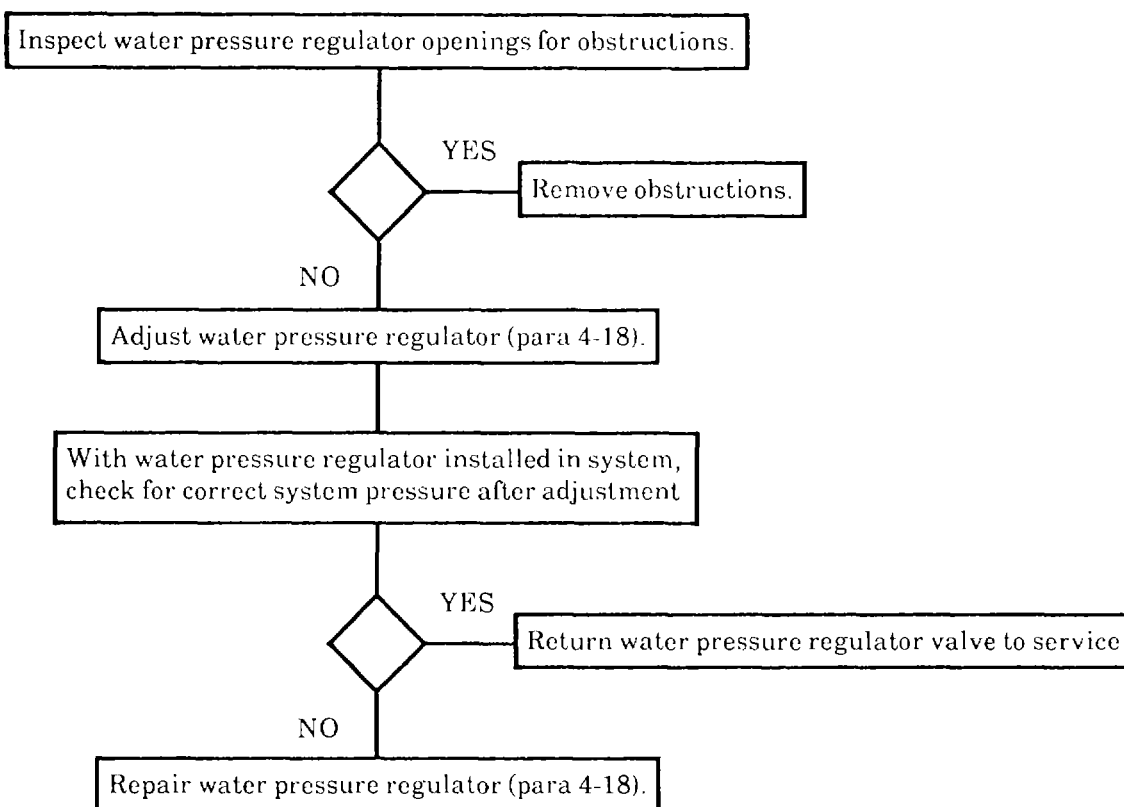 Inspect water pressure regulator openings for obstructions.
YES
Remove obstructions.
NO
Adjust water pressure regulator (para 4-18).
With water pressure regulator installed in system,
check for correct system pressure after adjustment
YES
Return water pressure regulator valve to service
NO
Repair water pressure regulator (para 4-18).